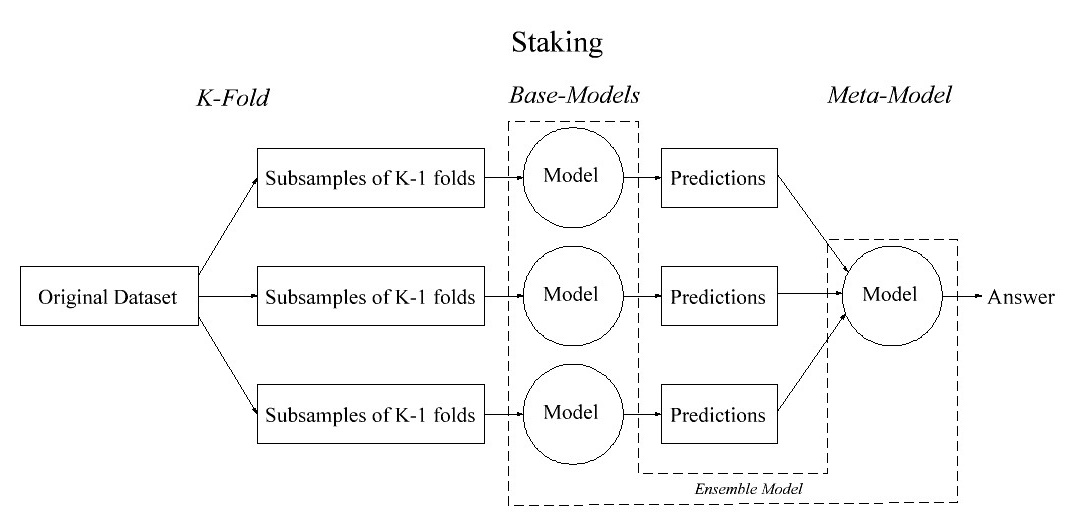 Staking
K-Fold
Base-Models
Meta-Model
Subsamples of K-1 folds
Model
Predictions
Original Dataset
Subsamples of K-1 folds
Model
Predictions
Model
Answer
Subsamples of K-1 folds
Model
Predictions
Ensemble Model